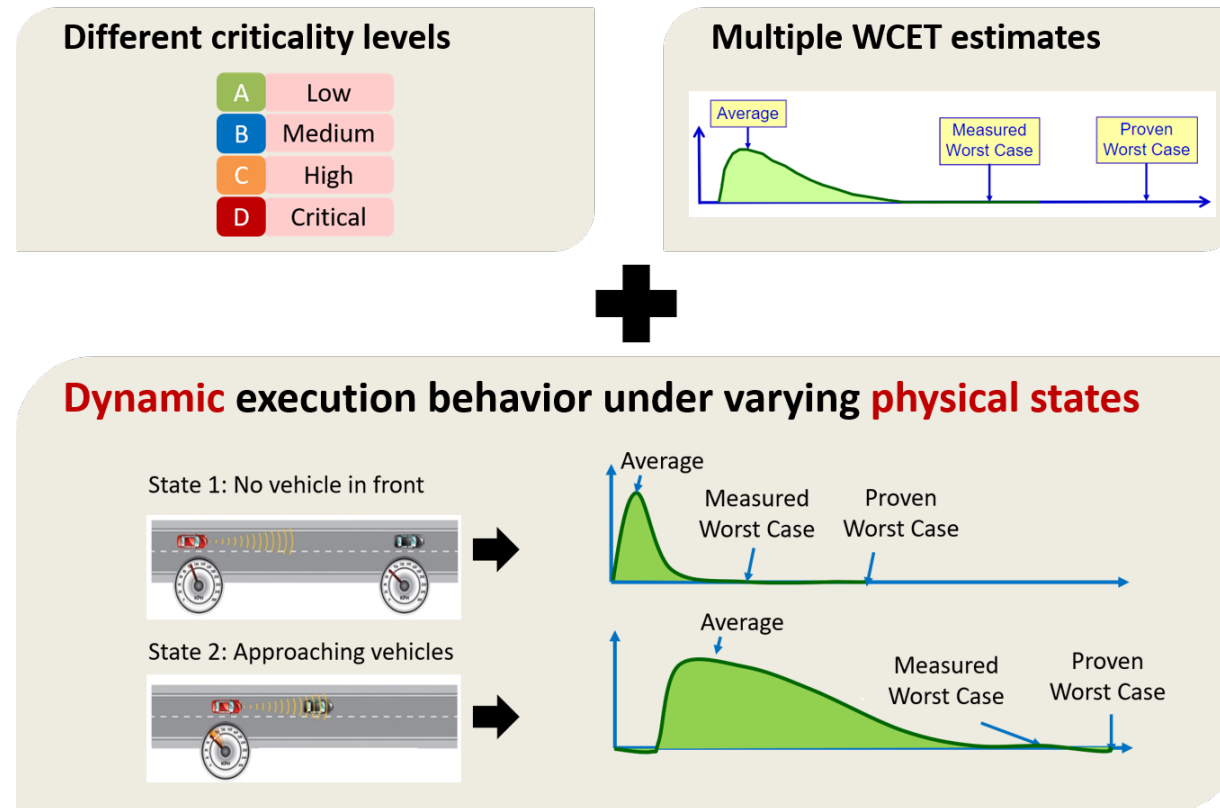 Different criticality levels
A Low
B Medium
C High
D Critical
Multiple WCET estimates
Average
Measured
Worst Case
Proven
Worst Case
Dynamic execution behavior under varying physical states
State 1: No vehicle in front
Average
Measured
Worst Case
Proven
Worst Case
State 2: Approaching vehicles
Average
Measured
Worst Case
Proven
Worst Case